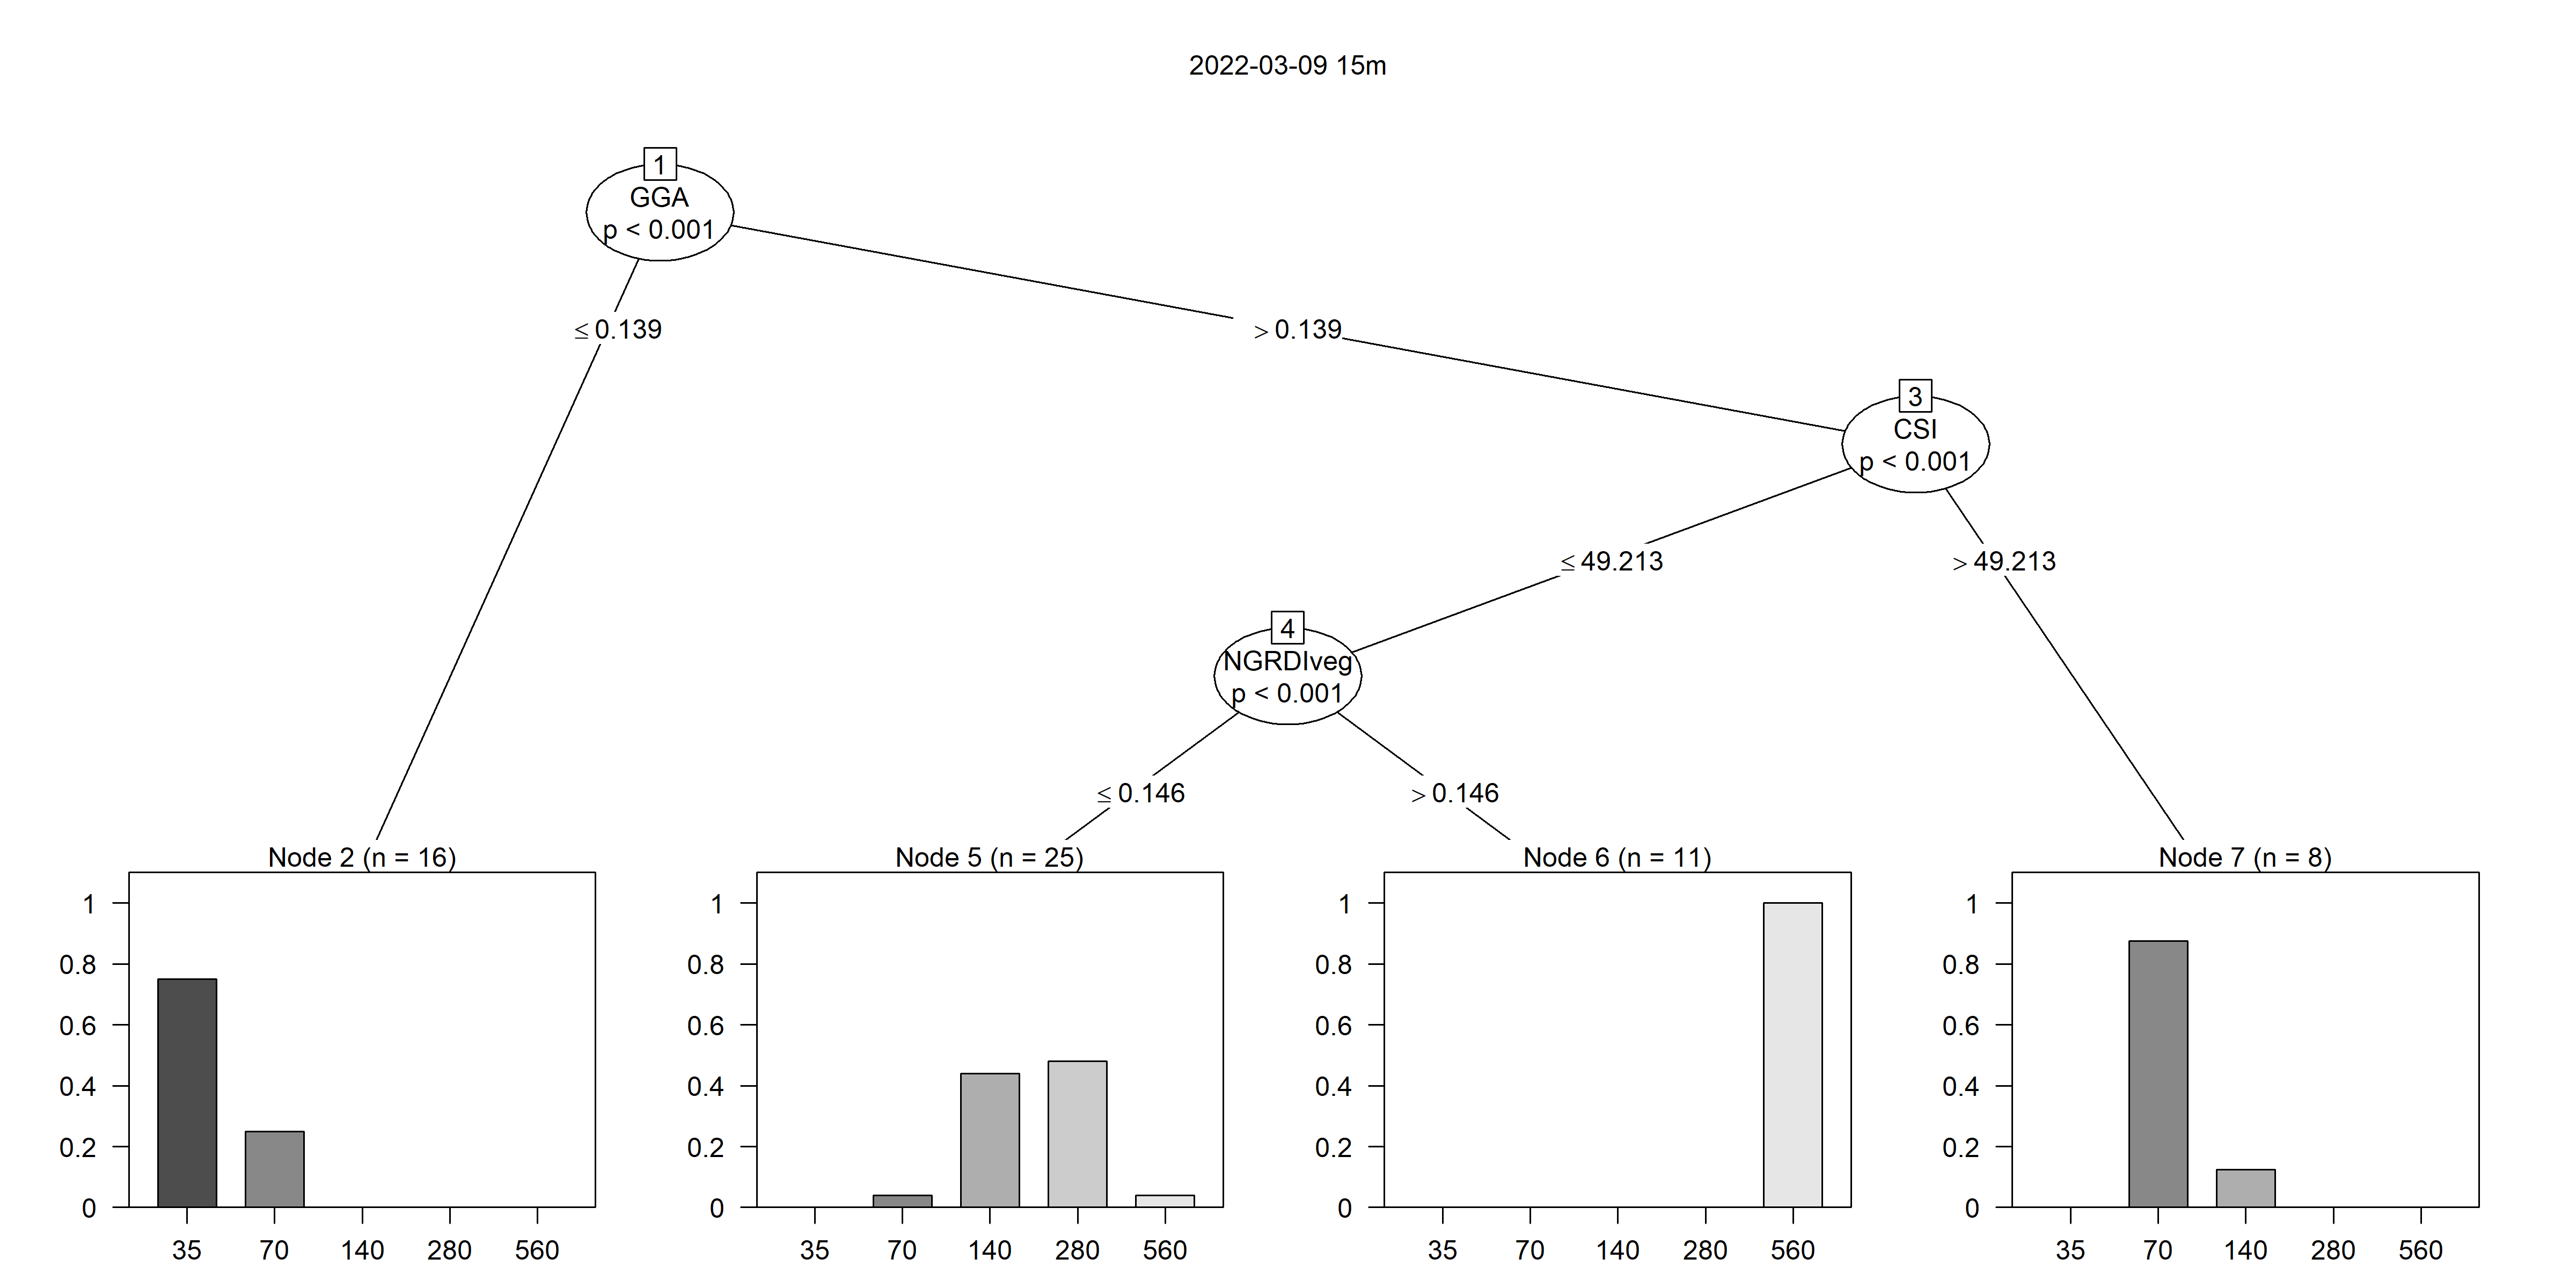 2022-03-09 15m
1
GGA
p < 0.001
≤ 0.139
> 0.139
3
CSI
p < 0.001
≤ 49.213
> 49.213
4
NGRDIveg
p < 0.001
≤ 0.146
> 0.146
Node 2 (n = 16)
1
0.8
0.6
0.4
0.2
0
35 70 140 280 560
Node 5 (n = 25)
1
0.8
0.6
0.4
0.2
0
35 70 140 280 560
Node 6 (n = 11)
1
0.8
0.6
0.4
0.2
0
35 70 140 280 560
Node 7 (n = 8)
1
0.8
0.6
0.4
0.2
0
35 70 140 280 560